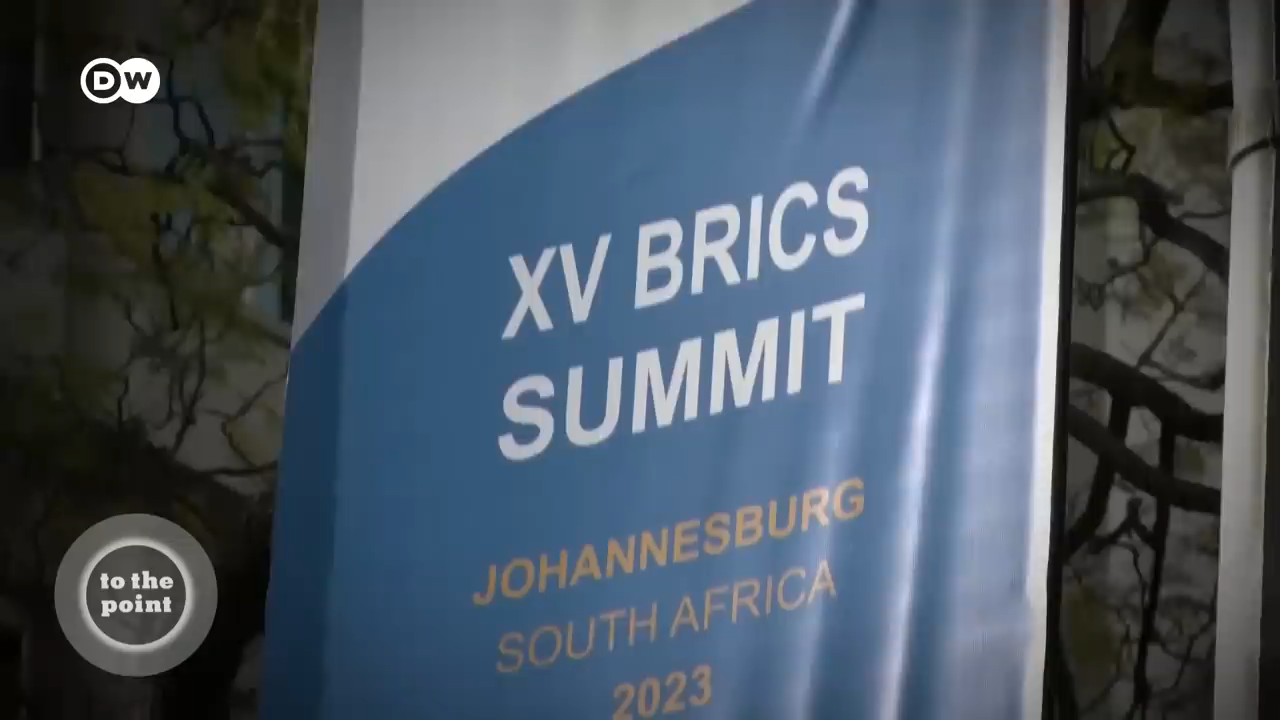 DW
XV BRICS
SUMMIT
JOHANNESBURG
SOUTH AFRICA
2023
to the
point